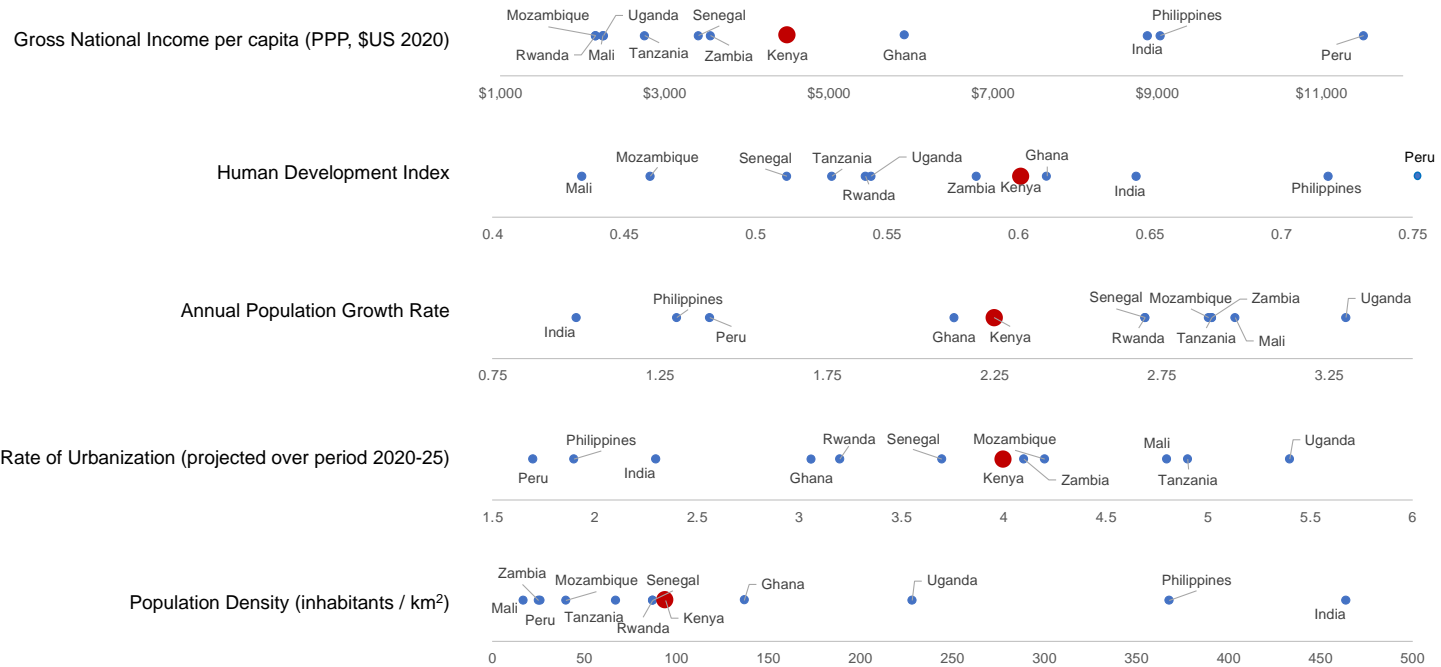 Mozambique Uganda Senegal Philippines
Gross National Income per capita (PPP, $US 2020)
Rwanda Mali Tanzania Zambia Kenya Ghana India Peru
$1,000 $3,000 $5,000 $7,000 $9,000 $11,000
Mozambique Senegal Tanzania Uganda Ghana Peru
Human Development Index
Mali Rwanda Zambia Kenya India Philippines
0.4 0.45 0.5 0.55 0.6 0.65 0.7 0.75
Philippines Senegal Mozambique Zambia Uganda
Annual Population Growth Rate
India Peru Ghana Kenya Rwanda Tanzania Mali
0.75 1.25 1.75 2.25 2.75 3.25
Philippines Rwanda Senegal Mozambique Mali Uganda
Rate of Urbanization (projected over period 2020-25)
Peru India Ghana Kenya Zambia Tanzania
1.5 2 2.5 3 3.5 4 4.5 5 5.5 6
Zambia Mozambique Senegal Ghana Uganda Philippines
Population Density (inhabitants / km²)
Mali Peru Tanzania Rwanda Kenya India
0 50 100 150 200 250 300 350 400 450 500